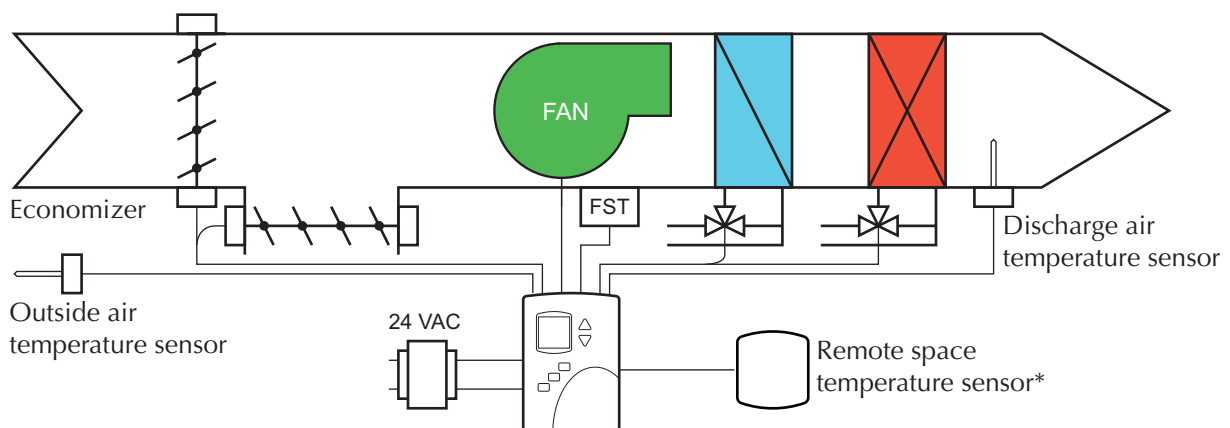 FAN
Economizer
FST
Discharge air
temperature sensor
Outside air
temperature sensor
24 VAC
Remote space
temperature sensor*